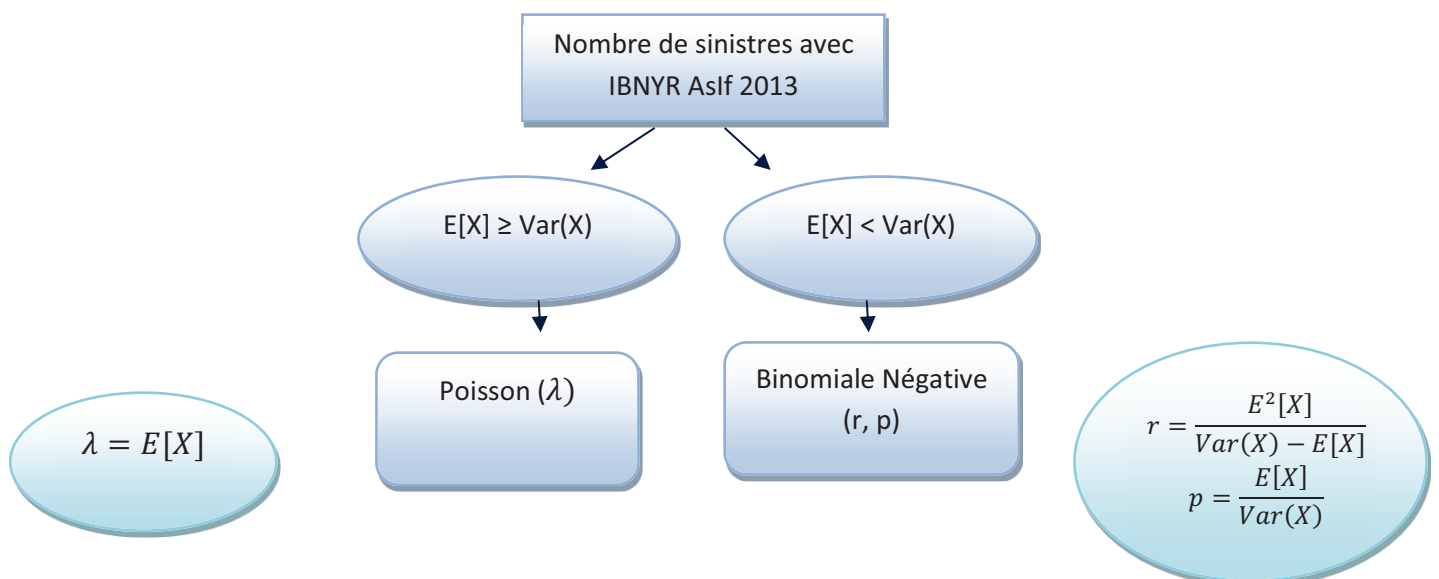 Nombre de sinistres avec
IBNYR AsIf 2013
E[X] ≥ Var(X)
E[X] < Var(X)
Poisson (λ)
Binomiale Négative
(r, p)
λ = E[X]
r = E²[X] / Var(X) − E[X]
p = E[X] / Var(X)